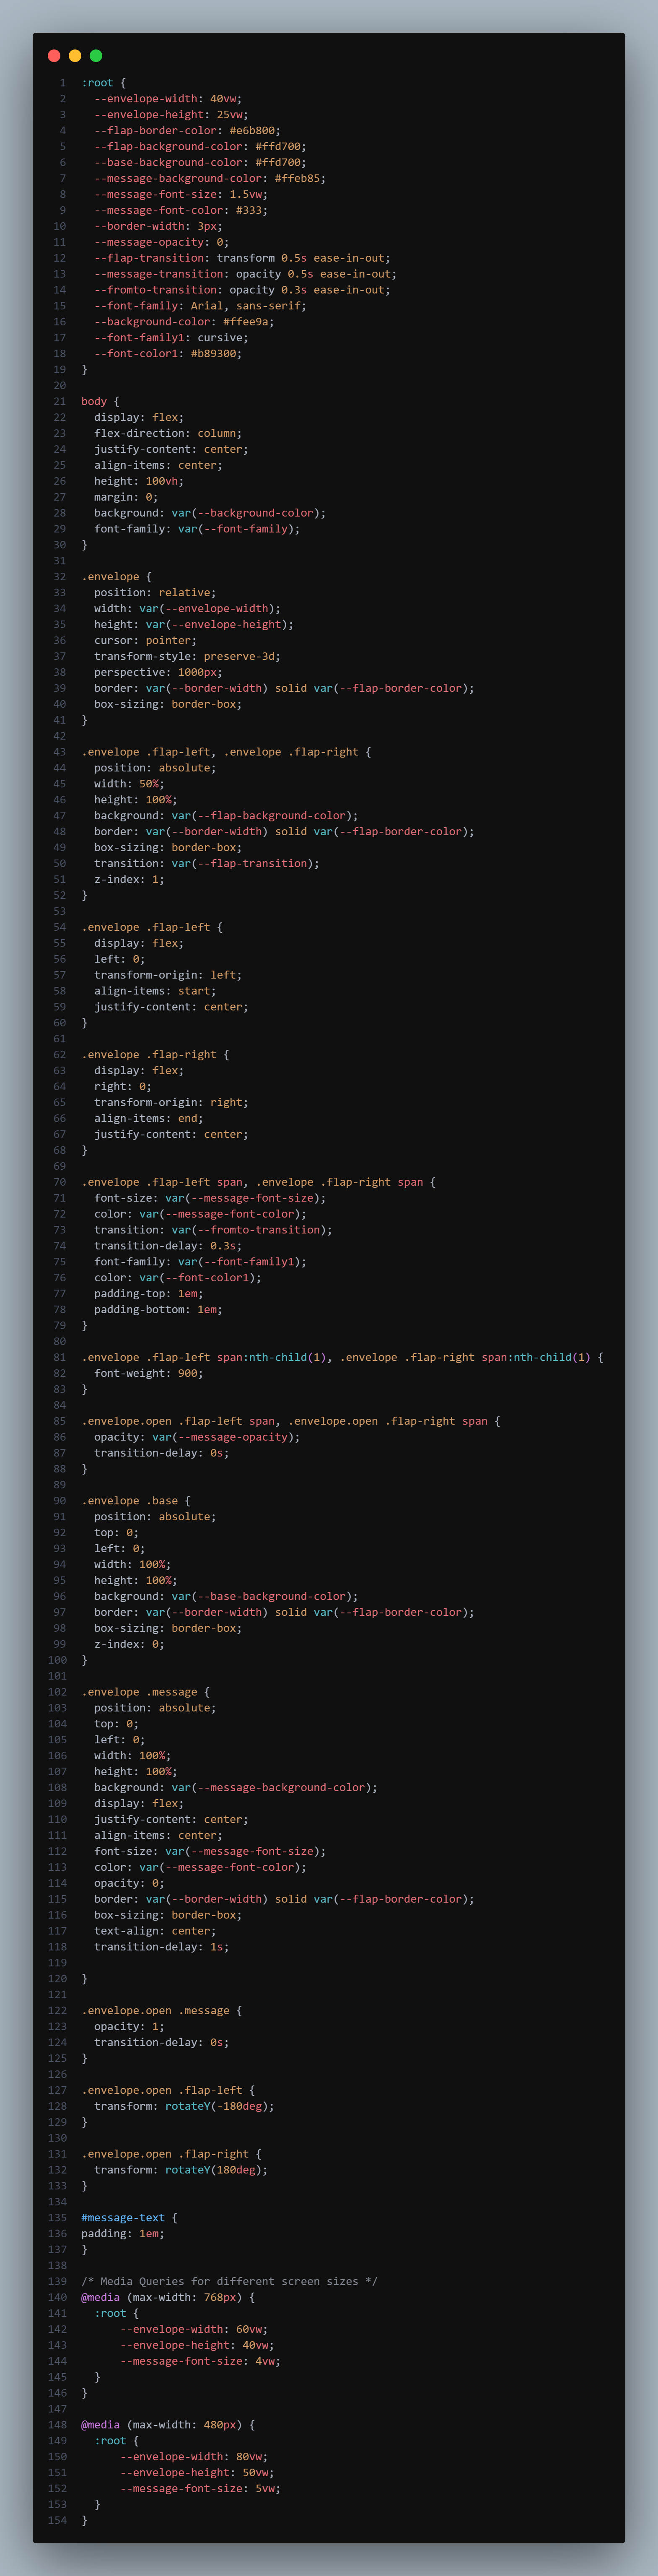 1 :root {
2   --envelope-width: 40vw;
3   --envelope-height: 25vw;
4   --flap-border-color: #e6b800;
5   --flap-background-color: #ffd700;
6   --base-background-color: #ffd700;
7   --message-background-color: #ffeb85;
8   --message-font-size: 1.5vw;
9   --message-font-color: #333;
10   --border-width: 3px;
11   --message-opacity: 0;
12   --flap-transition: transform 0.5s ease-in-out;
13   --message-transition: opacity 0.5s ease-in-out;
14   --fromto-transition: opacity 0.3s ease-in-out;
15   --font-family: Arial, sans-serif;
16   --background-color: #ffee9a;
17   --font-family1: cursive;
18   --font-color1: #b89300;
19 }
20
21 body {
22   display: flex;
23   flex-direction: column;
24   justify-content: center;
25   align-items: center;
26   height: 100vh;
27   margin: 0;
28   background: var(--background-color);
29   font-family: var(--font-family);
30 }
31
32 .envelope {
33   position: relative;
34   width: var(--envelope-width);
35   height: var(--envelope-height);
36   cursor: pointer;
37   transform-style: preserve-3d;
38   perspective: 1000px;
39   border: var(--border-width) solid var(--flap-border-color);
40   box-sizing: border-box;
41 }
42
43 .envelope .flap-left, .envelope .flap-right {
44   position: absolute;
45   width: 50%;
46   height: 100%;
47   background: var(--flap-background-color);
48   border: var(--border-width) solid var(--flap-border-color);
49   box-sizing: border-box;
50   transition: var(--flap-transition);
51   z-index: 1;
52 }
53
54 .envelope .flap-left {
55   display: flex;
56   left: 0;
57   transform-origin: left;
58   align-items: start;
59   justify-content: center;
60 }
61
62 .envelope .flap-right {
63   display: flex;
64   right: 0;
65   transform-origin: right;
66   align-items: end;
67   justify-content: center;
68 }
69
70 .envelope .flap-left span, .envelope .flap-right span {
71   font-size: var(--message-font-size);
72   color: var(--message-font-color);
73   transition: var(--fromto-transition);
74   transition-delay: 0.3s;
75   font-family: var(--font-family1);
76   color: var(--font-color1);
77   padding-top: 1em;
78   padding-bottom: 1em;
79 }
80
81 .envelope .flap-left span:nth-child(1), .envelope .flap-right span:nth-child(1) {
82   font-weight: 900;
83 }
84
85 .envelope.open .flap-left span, .envelope.open .flap-right span {
86   opacity: var(--message-opacity);
87   transition-delay: 0s;
88 }
89
90 .envelope .base {
91   position: absolute;
92   top: 0;
93   left: 0;
94   width: 100%;
95   height: 100%;
96   background: var(--base-background-color);
97   border: var(--border-width) solid var(--flap-border-color);
98   box-sizing: border-box;
99   z-index: 0;
100 }
101
102 .envelope .message {
103   position: absolute;
104   top: 0;
105   left: 0;
106   width: 100%;
107   height: 100%;
108   background: var(--message-background-color);
109   display: flex;
110   justify-content: center;
111   align-items: center;
112   font-size: var(--message-font-size);
113   color: var(--message-font-color);
114   opacity: 0;
115   border: var(--border-width) solid var(--flap-border-color);
116   box-sizing: border-box;
117   text-align: center;
118   transition-delay: 1s;
119
120 }
121
122 .envelope.open .message {
123   opacity: 1;
124   transition-delay: 0s;
125 }
126
127 .envelope.open .flap-left {
128   transform: rotateY(-180deg);
129 }
130
131 .envelope.open .flap-right {
132   transform: rotateY(180deg);
133 }
134
135 #message-text {
136 padding: 1em;
137 }
138
139 /* Media Queries for different screen sizes */
140 @media (max-width: 768px) {
141   :root {
142       --envelope-width: 60vw;
143       --envelope-height: 40vw;
144       --message-font-size: 4vw;
145   }
146 }
147
148 @media (max-width: 480px) {
149   :root {
150       --envelope-width: 80vw;
151       --envelope-height: 50vw;
152       --message-font-size: 5vw;
153   }
154 }